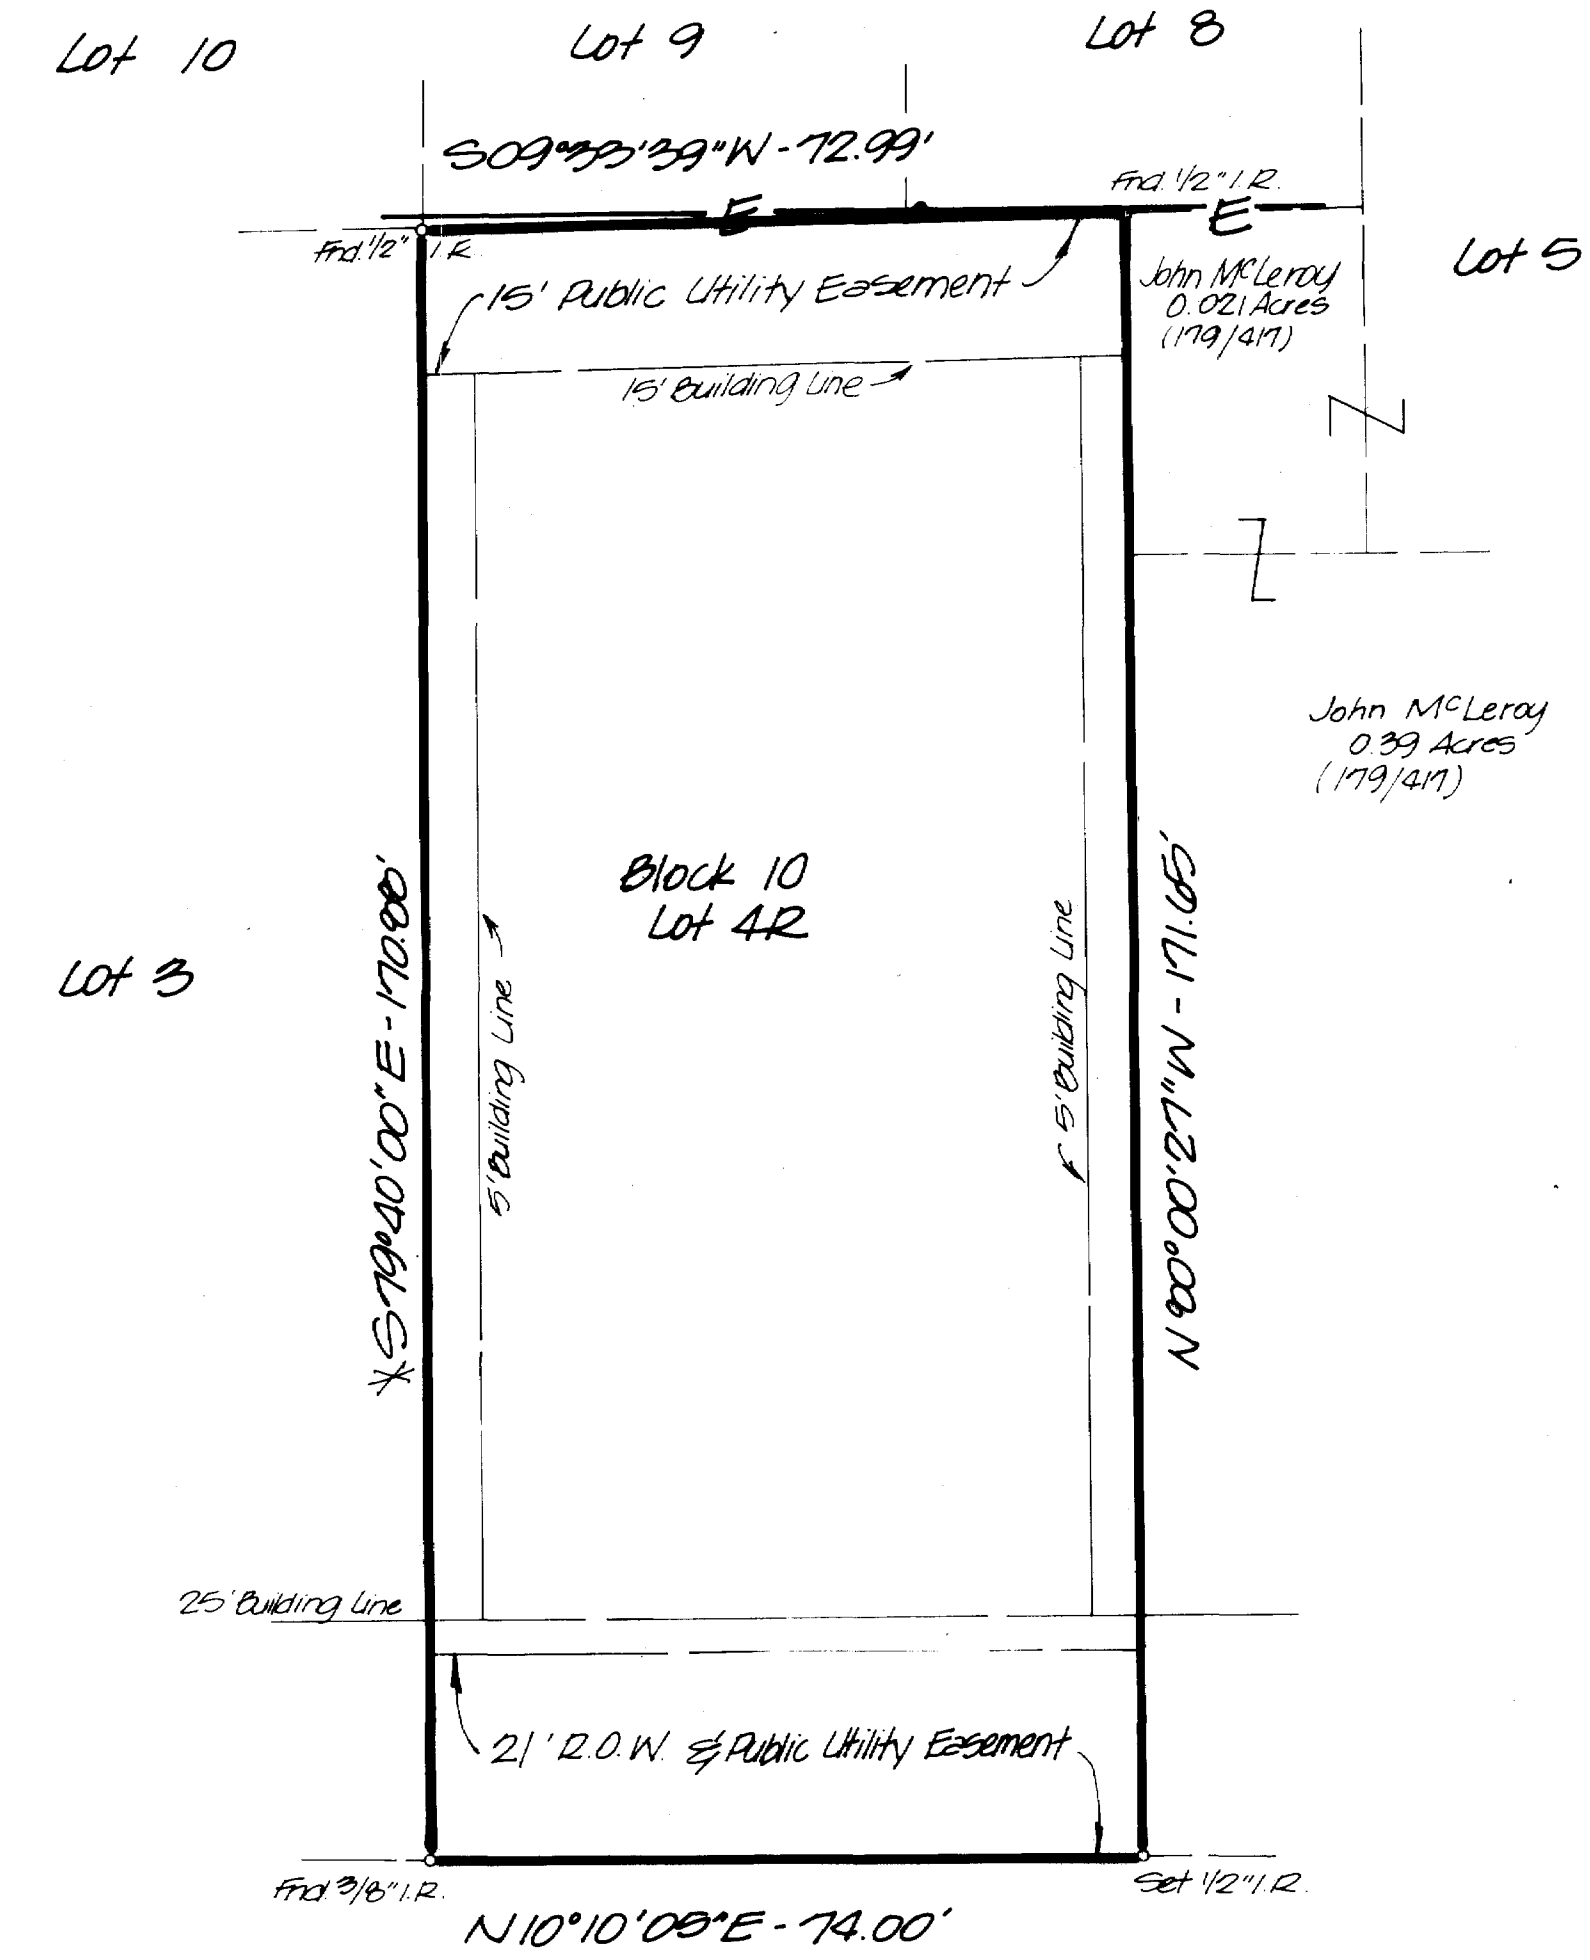 Lot 10
Lot 9
Lot 8
S09°33'39"W - 72.99'
Fnd. 1/2" I.R.
E
E
Fnd. 1/2" I.R.
Lot 5
15' Public Utility Easement
John McLeroy
0.021 Acres
(179/417)
15' Building Line
John McLeroy
0.39 Acres
(179/417)
Block 10
Lot 4R
Lot 3
*S79°40'00"E - 170.88'
5' Building Line
5' Building Line
N80°00'27"W - 171.65'
25' Building Line
21' R.O.W. & Public Utility Easement
Fnd. 3/8" I.R.
Set 1/2" I.R.
N10°10'05"E - 74.00'